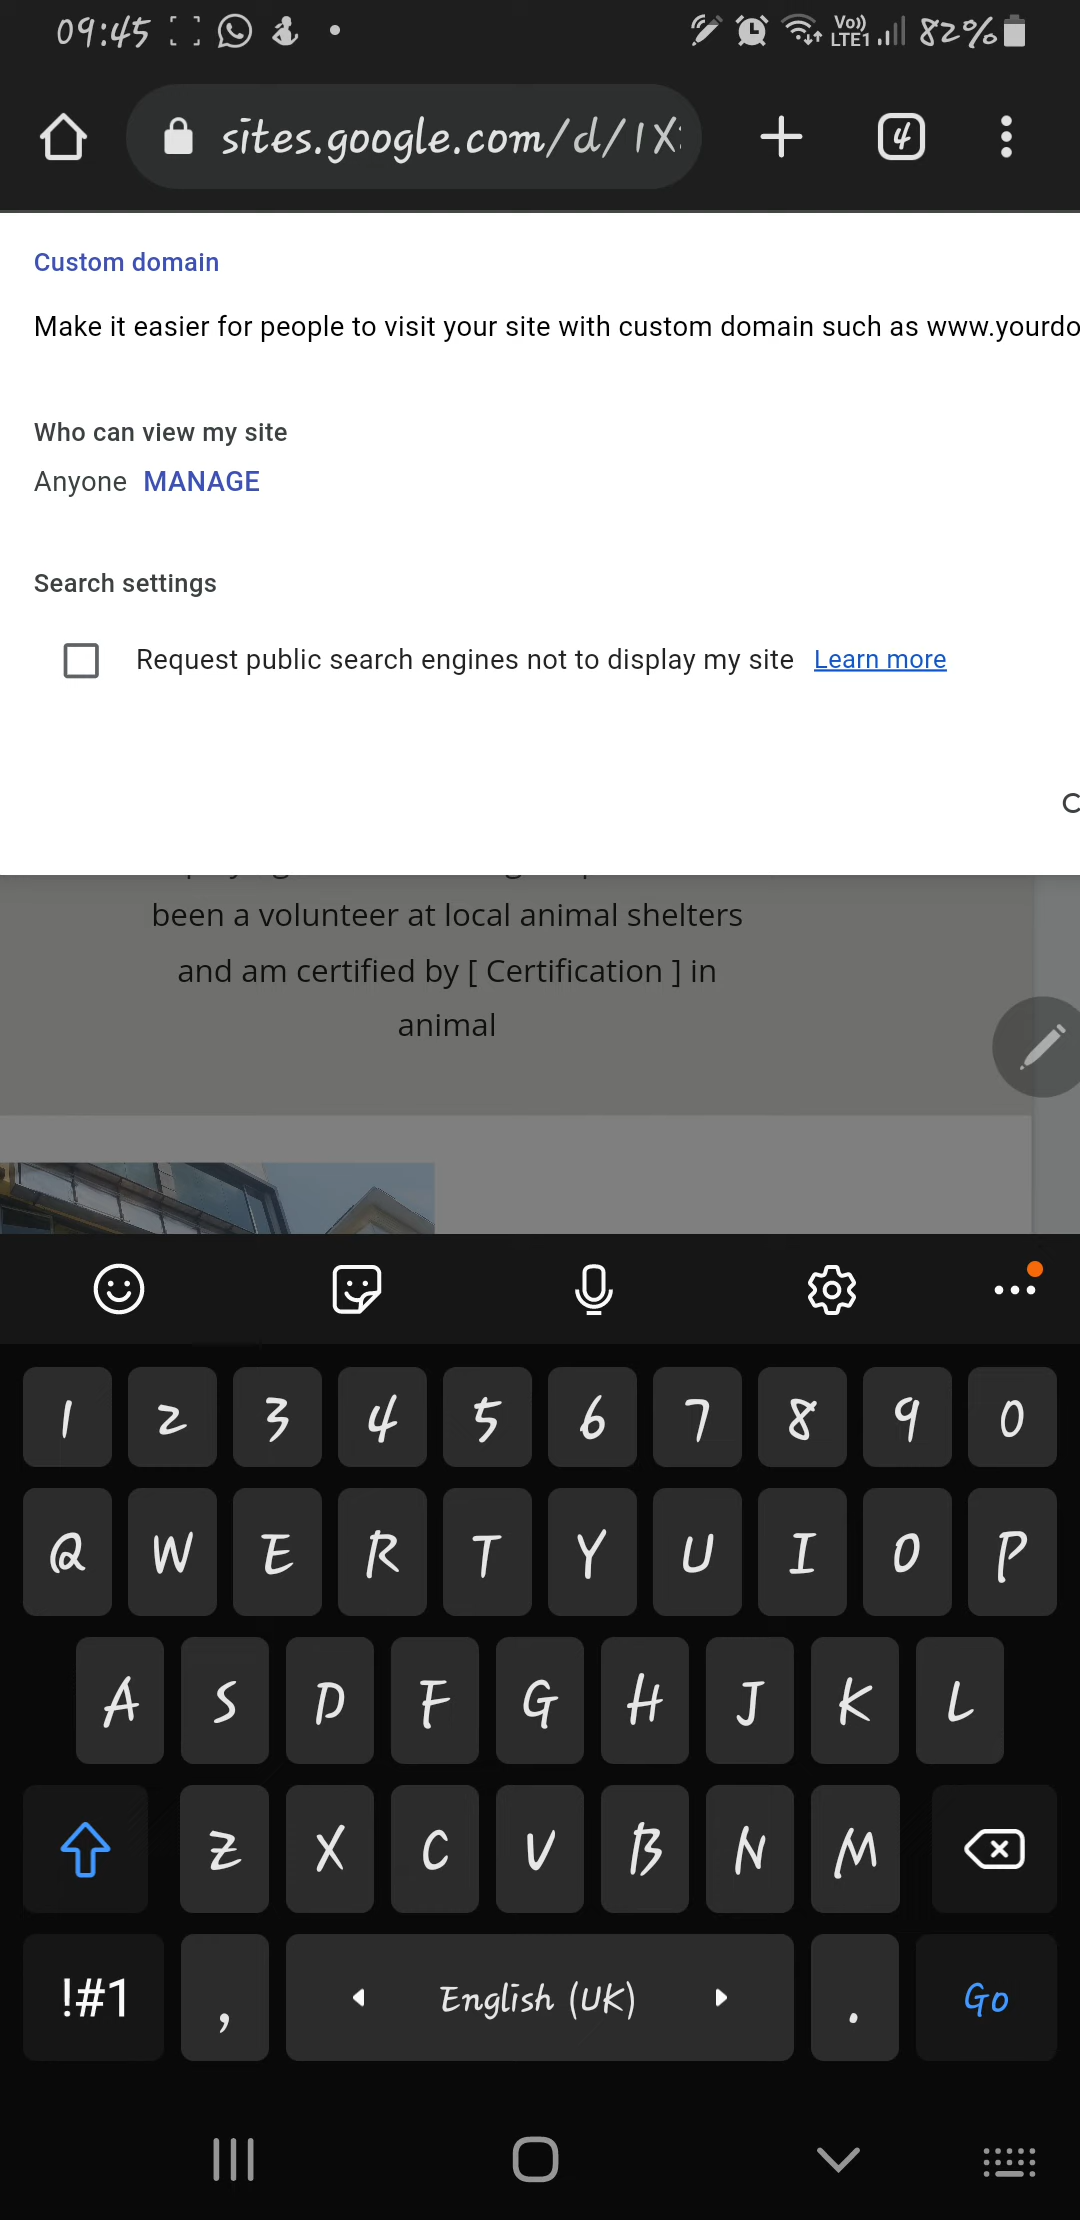 09:45 Vo)) LTE1 82%
sites.google.com/d/1X
4
Custom domain
Make it easier for people to visit your site with custom domain such as www.yourdo
Who can view my site
Anyone MANAGE
Search settings
Request public search engines not to display my site Learn more
C
been a volunteer at local animal shelters
and am certified by [ Certification ] in
animal
1 2 3 4 5 6 7 8 9 0
Q W E R T Y U I O P
A S D F G H J K L
Z X C V B N M
!#1 , English (UK) . Go